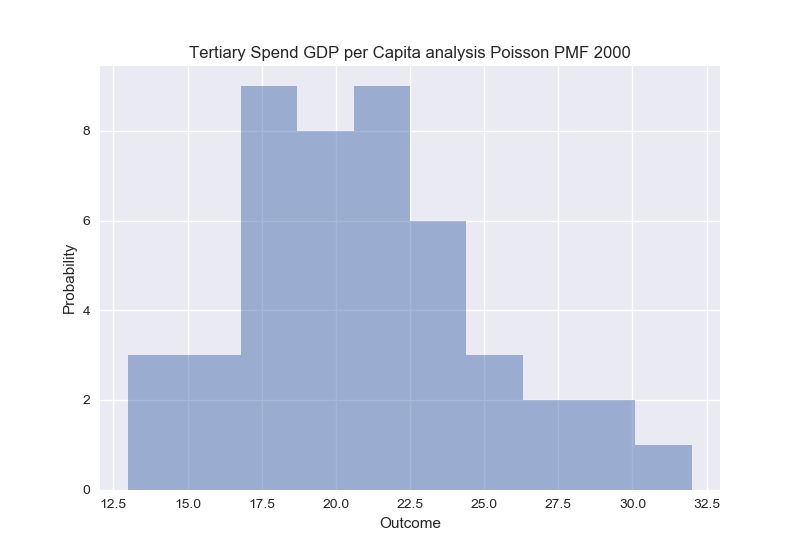 Tertiary Spend GDP per Capita analysis Poisson PMF 2000
8
6
4
2
0
Probability
12.5 15.0 17.5 20.0 22.5 25.0 27.5 30.0 32.5
Outcome